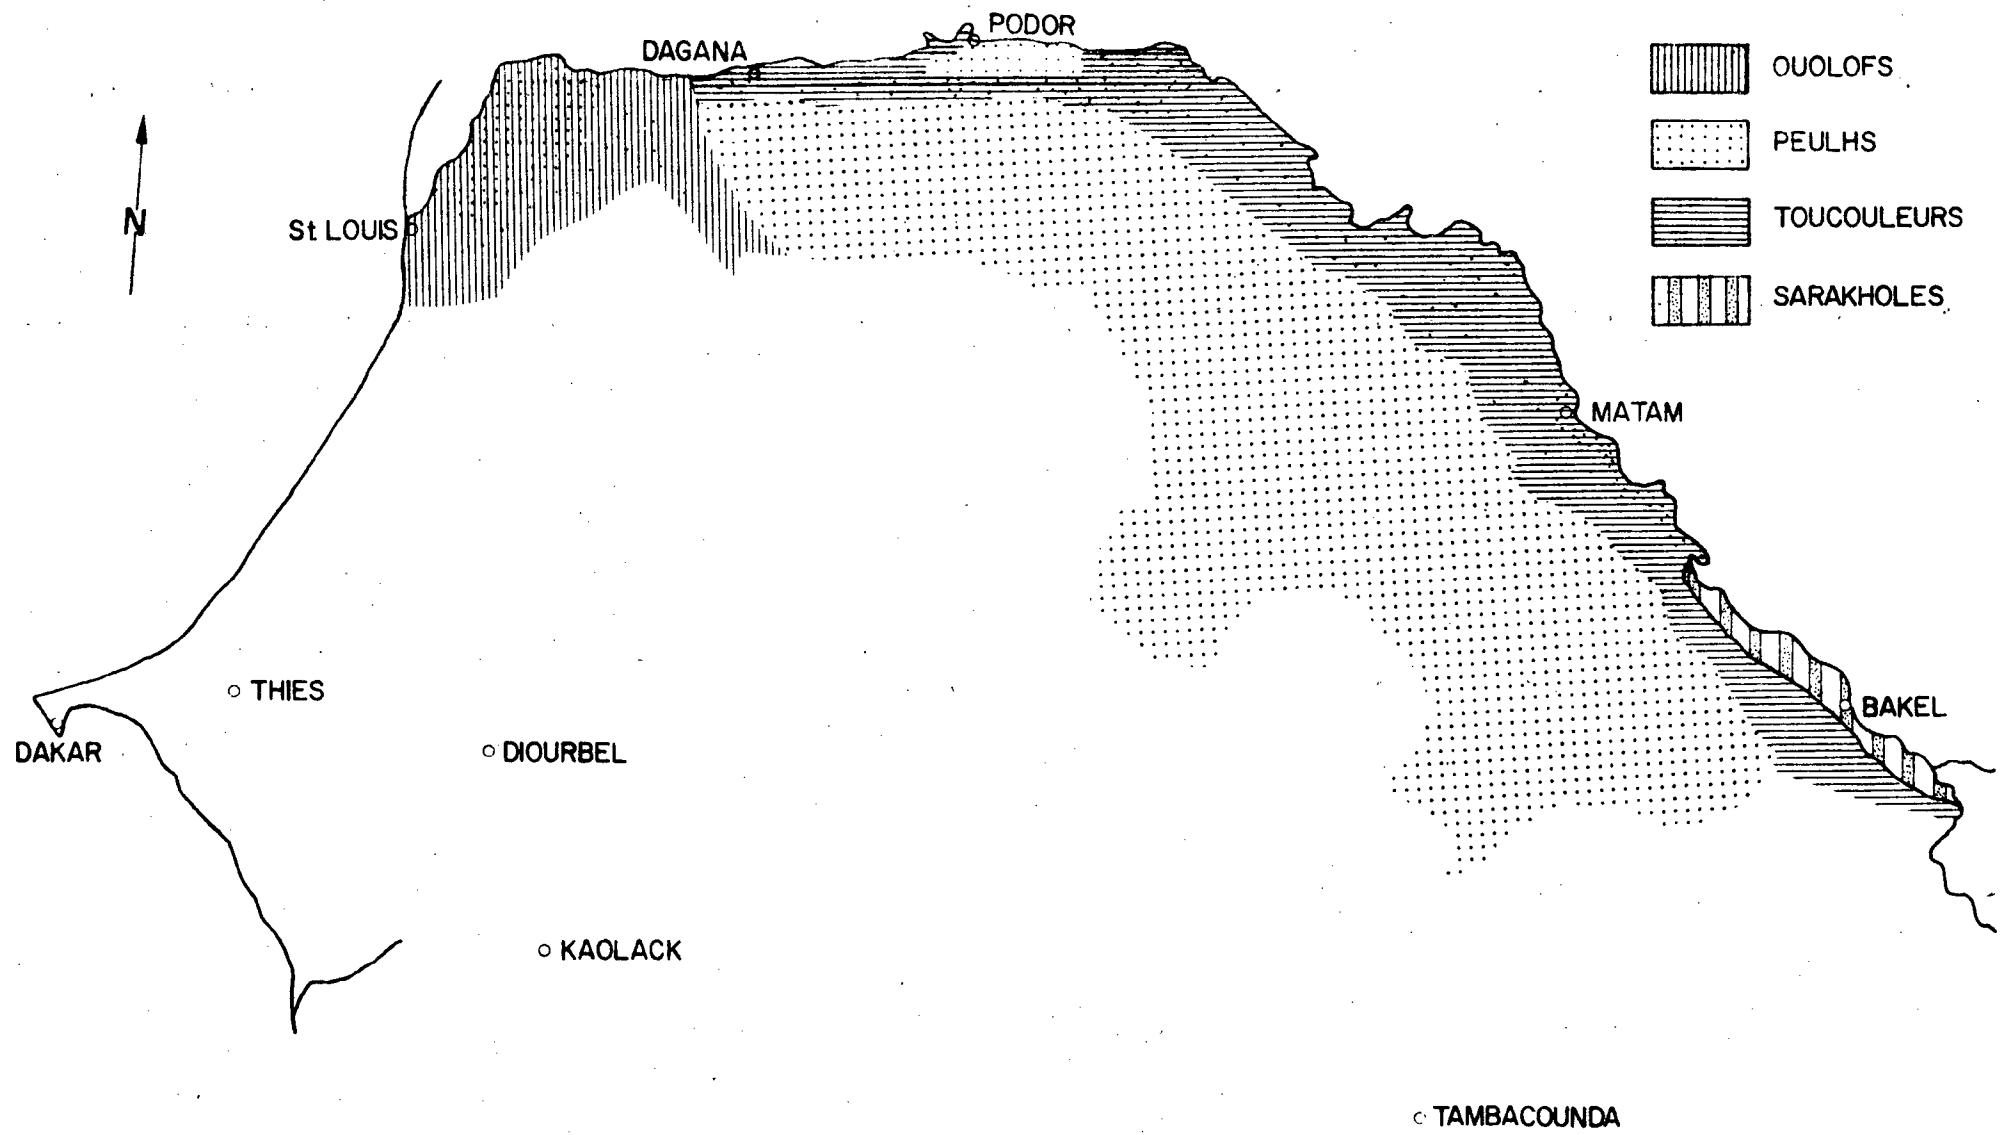 PODOR
DAGANA
OUOLOFS
PEULHS
N
St LOUIS
TOUCOULEURS
SARAKHOLES
MATAM
THIES
BAKEL
DAKAR
DIOURBEL
KAOLACK
TAMBACOUNDA